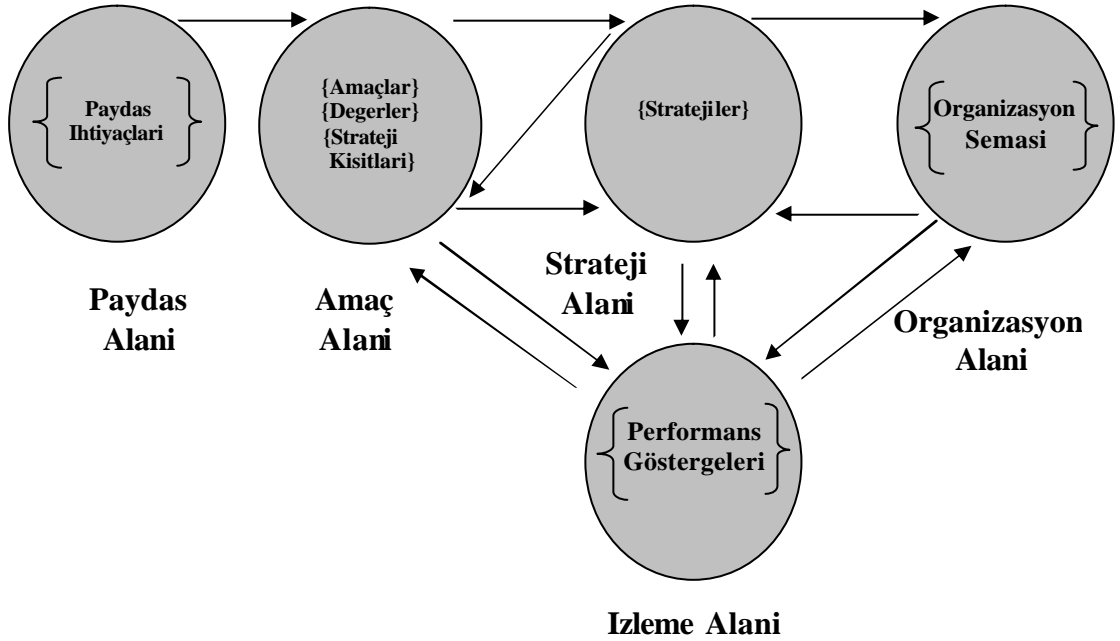 Paydas
Ihtiyaçlari
{Amaçlar}
{Degerler}
{Strateji
Kisitlari}
{Stratejiler}
Organizasyon
Semasi
Paydas
Alani
Amaç
Alani
Strateji
Alani
Organizasyon
Alani
Performans
Göstergeleri
Izleme Alani